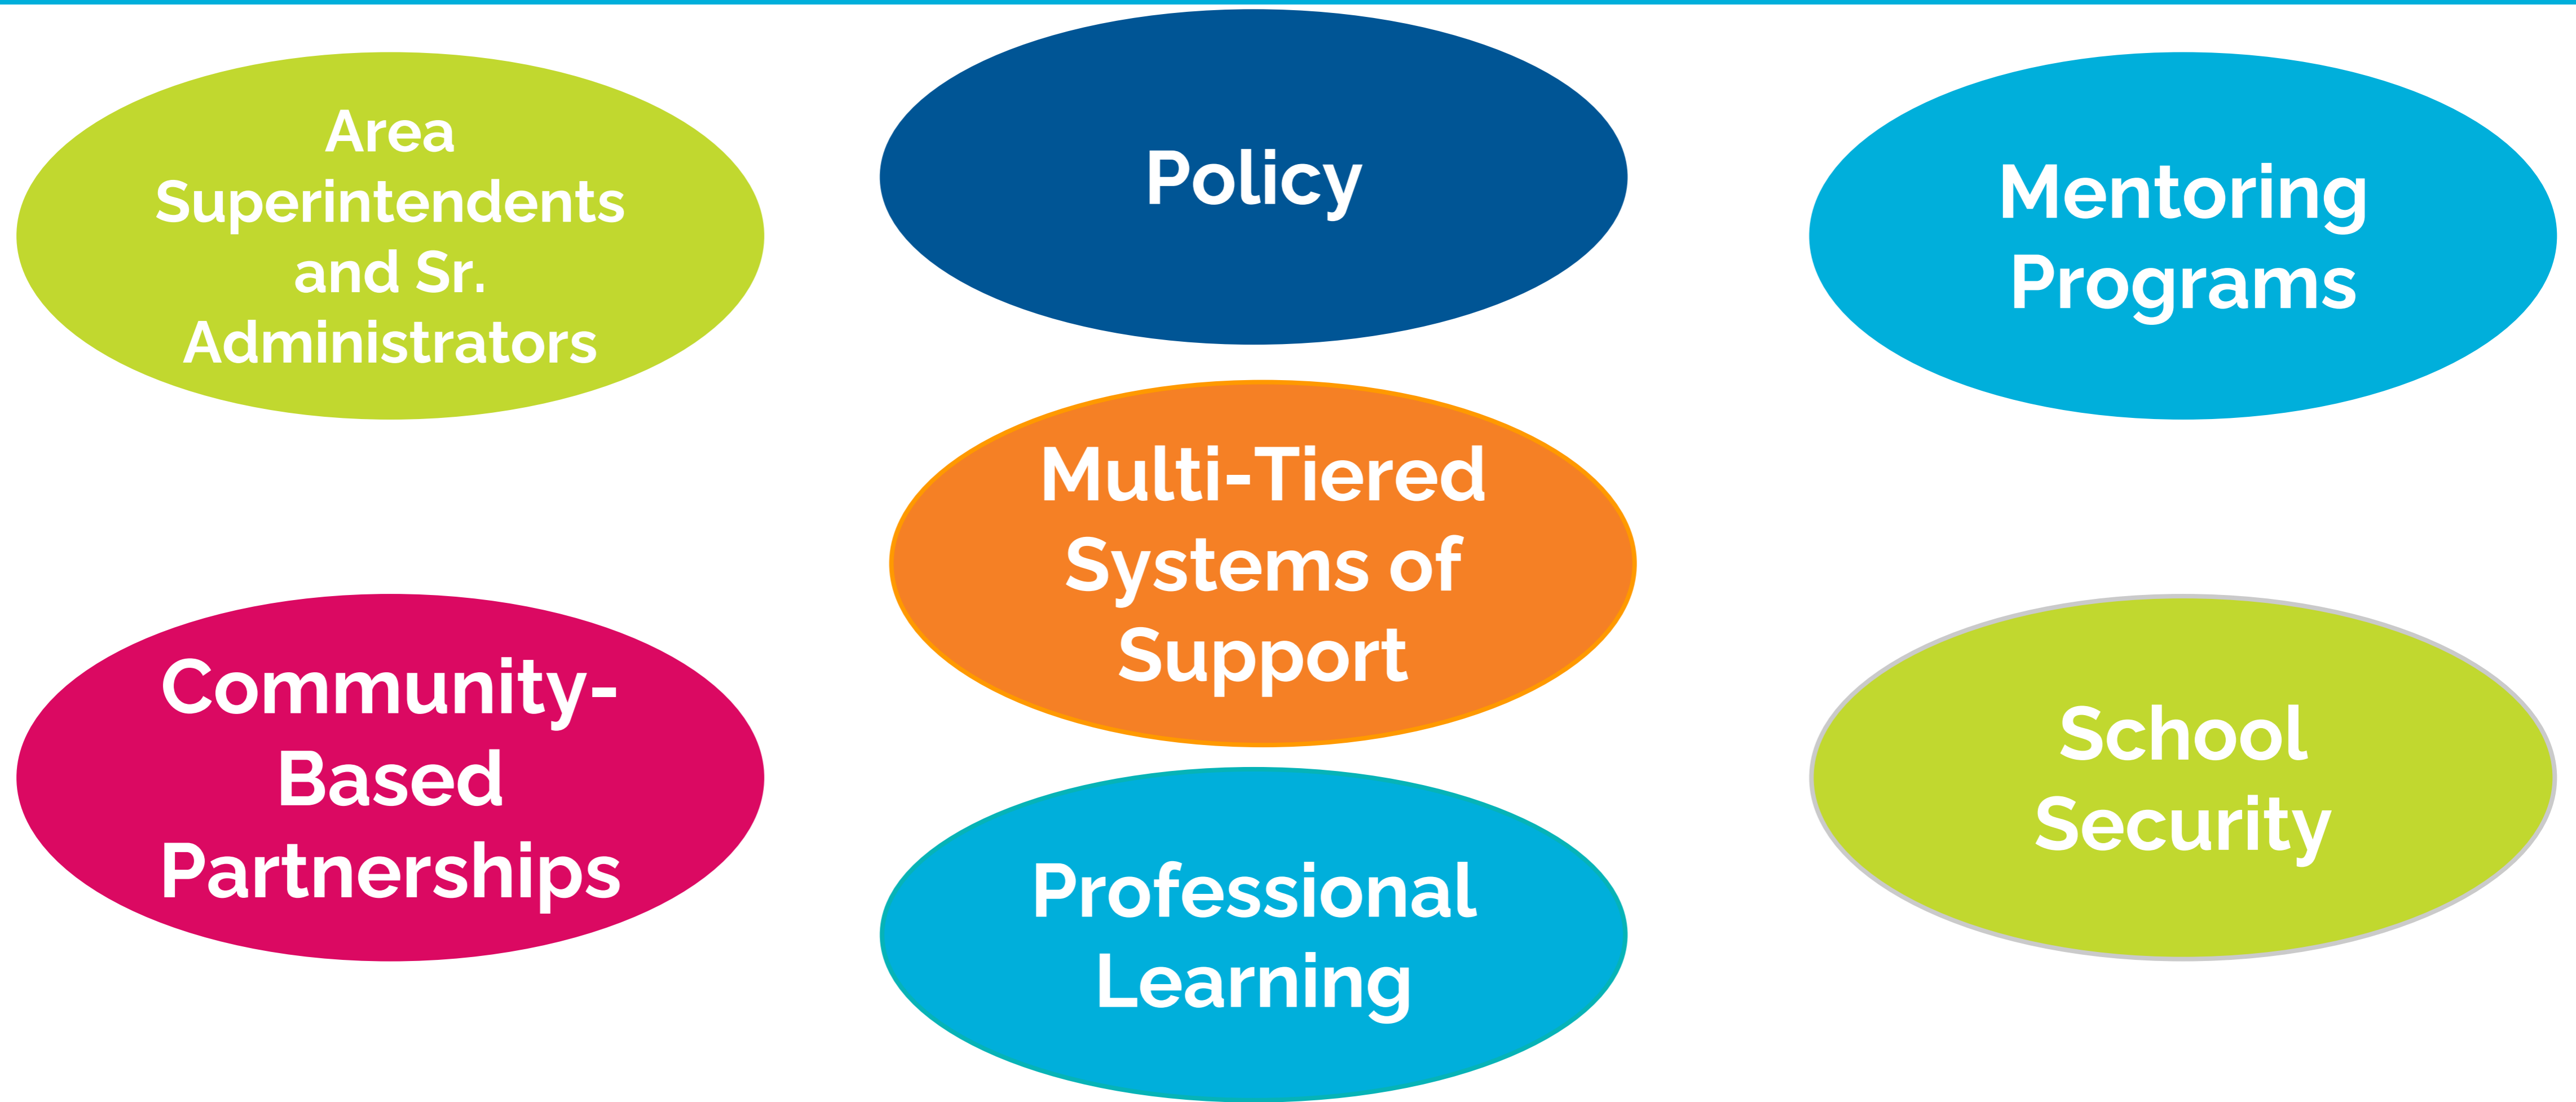 Area
Superintendents
and Sr.
Administrators
Policy
Mentoring
Programs
Multi-Tiered
Systems of
Support
Community-
Based
Partnerships
School
Security
Professional
Learning